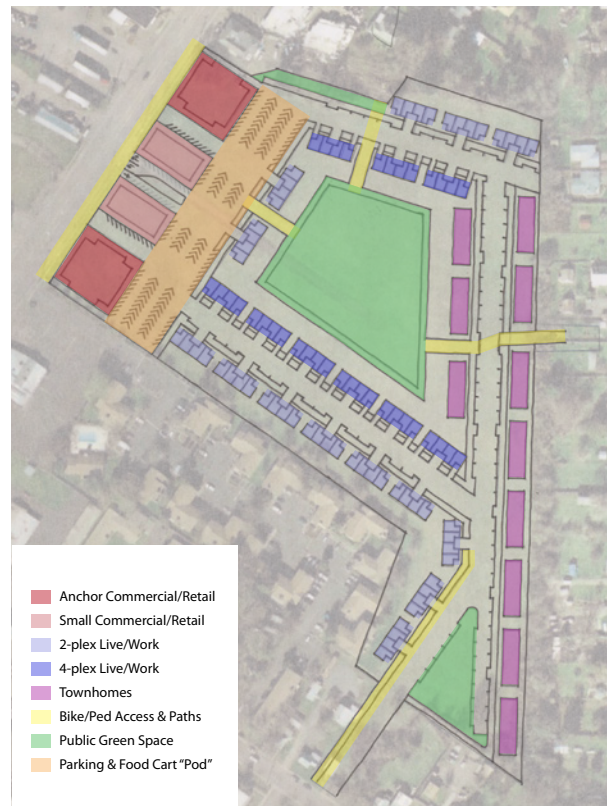 Anchor Commercial/Retail
Small Commercial/Retail
2-plex Live/Work
4-plex Live/Work
Townhomes
Bike/Ped Access & Paths
Public Green Space
Parking & Food Cart “Pod”